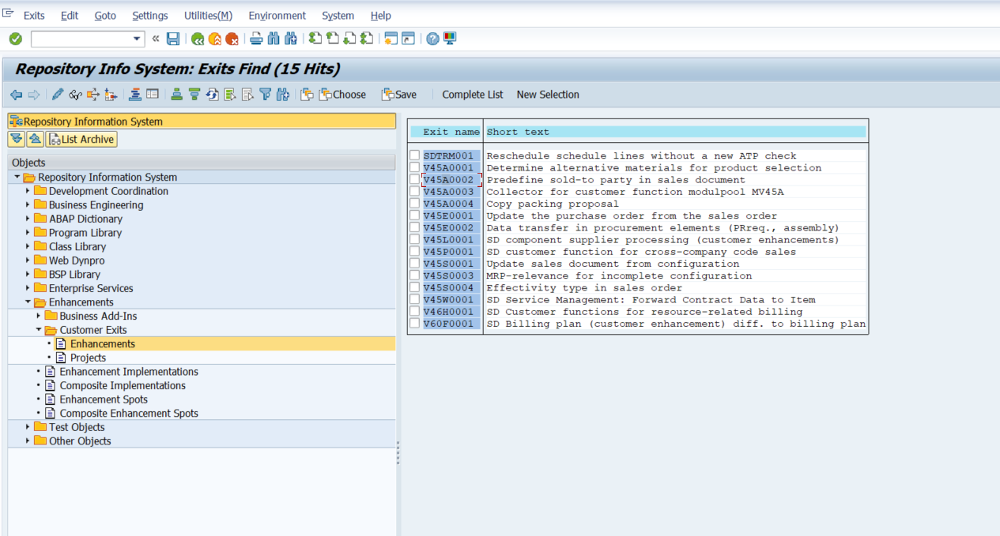 Exits Edit Goto Settings Utilities(M) Environment System Help
Repository Info System: Exits Find (15 Hits)
Choose Save Complete List New Selection
Repository Information System
List Archive
Objects
Repository Information System
Development Coordination
Business Engineering
ABAP Dictionary
Program Library
Class Library
Web Dynpro
BSP Library
Enterprise Services
Enhancements
Business Add-Ins
Customer Exits
Enhancements
Projects
Enhancement Implementations
Composite Implementations
Enhancement Spots
Composite Enhancement Spots
Test Objects
Other Objects
Exit name Short text
SDTRM001 Reschedule schedule lines without a new ATP check
V45A0001 Determine alternative materials for product selection
V45A0002 Predefine sold-to party in sales document
V45A0003 Collector for customer function modulpool MV45A
V45A0004 Copy packing proposal
V45E0001 Update the purchase order from the sales order
V45E0002 Data transfer in procurement elements (PRreq., assembly)
V45L0001 SD component supplier processing (customer enhancements)
V45P0001 SD customer function for cross-company code sales
V45S0001 Update sales document from configuration
V45S0003 MRP-relevance for incomplete configuration
V45S0004 Effectivity type in sales order
V45W0001 SD Service Management: Forward Contract Data to Item
V46H0001 SD Customer functions for resource-related billing
V60F0001 SD Billing plan (customer enhancement) diff. to billing plan